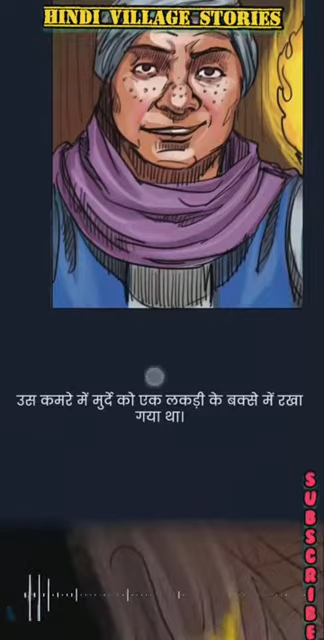 HINDI VILLAGE STORIES
उस कमरे में मुर्दे को एक लकड़ी के बक्से में रखा
गया था।
SUBSCRIBE